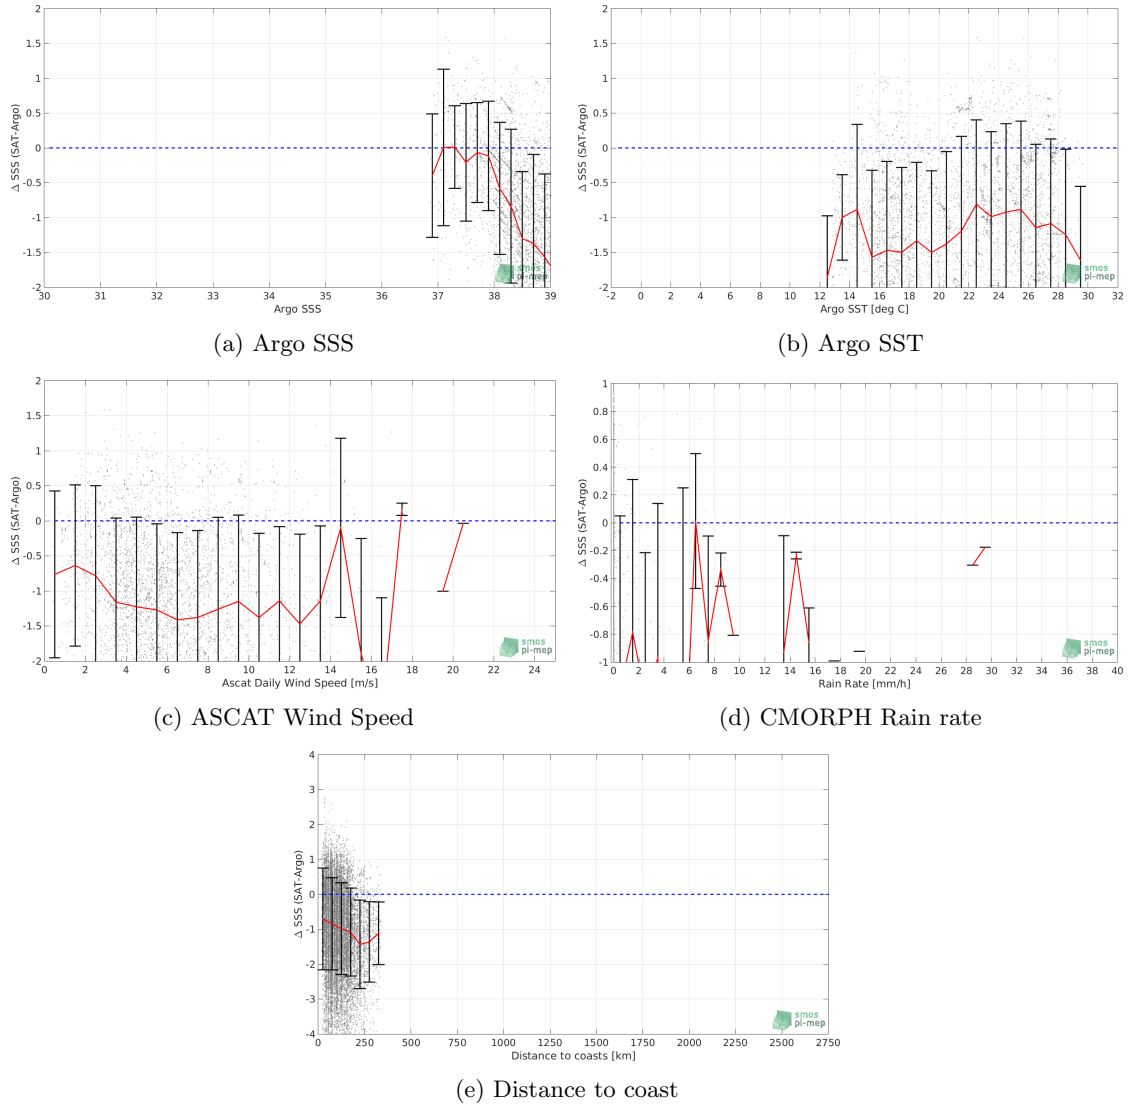 2
1.5
1
0.5
0
-0.5
-1
-1.5
-2
Δ SSS (SAT-Argo)
30 31 32 33 34 35 36 37 38 39
Argo SSS
smos
pi-mep
(a) Argo SSS
2
1.5
1
0.5
0
-0.5
-1
-1.5
-2
Δ SSS (SAT-Argo)
-2 0 2 4 6 8 10 12 14 16 18 20 22 24 26 28 30 32
Argo SST [deg C]
smos
pi-mep
(b) Argo SST
2
1.5
1
0.5
0
-0.5
-1
-1.5
-2
Δ SSS (SAT-Argo)
0 2 4 6 8 10 12 14 16 18 20 22 24
Ascat Daily Wind Speed [m/s]
smos
pi-mep
(c) ASCAT Wind Speed
1
0.8
0.6
0.4
0.2
0
-0.2
-0.4
-0.6
-0.8
-1
Δ SSS (SAT-Argo)
0 2 4 6 8 10 12 14 16 18 20 22 24 26 28 30 32 34 36 38 40
Rain Rate [mm/h]
smos
pi-mep
(d) CMORPH Rain rate
4
3
2
1
0
-1
-2
-3
-4
Δ SSS (SAT-Argo)
0 250 500 750 1000 1250 1500 1750 2000 2250 2500 2750
Distance to coasts [km]
smos
pi-mep
(e) Distance to coast